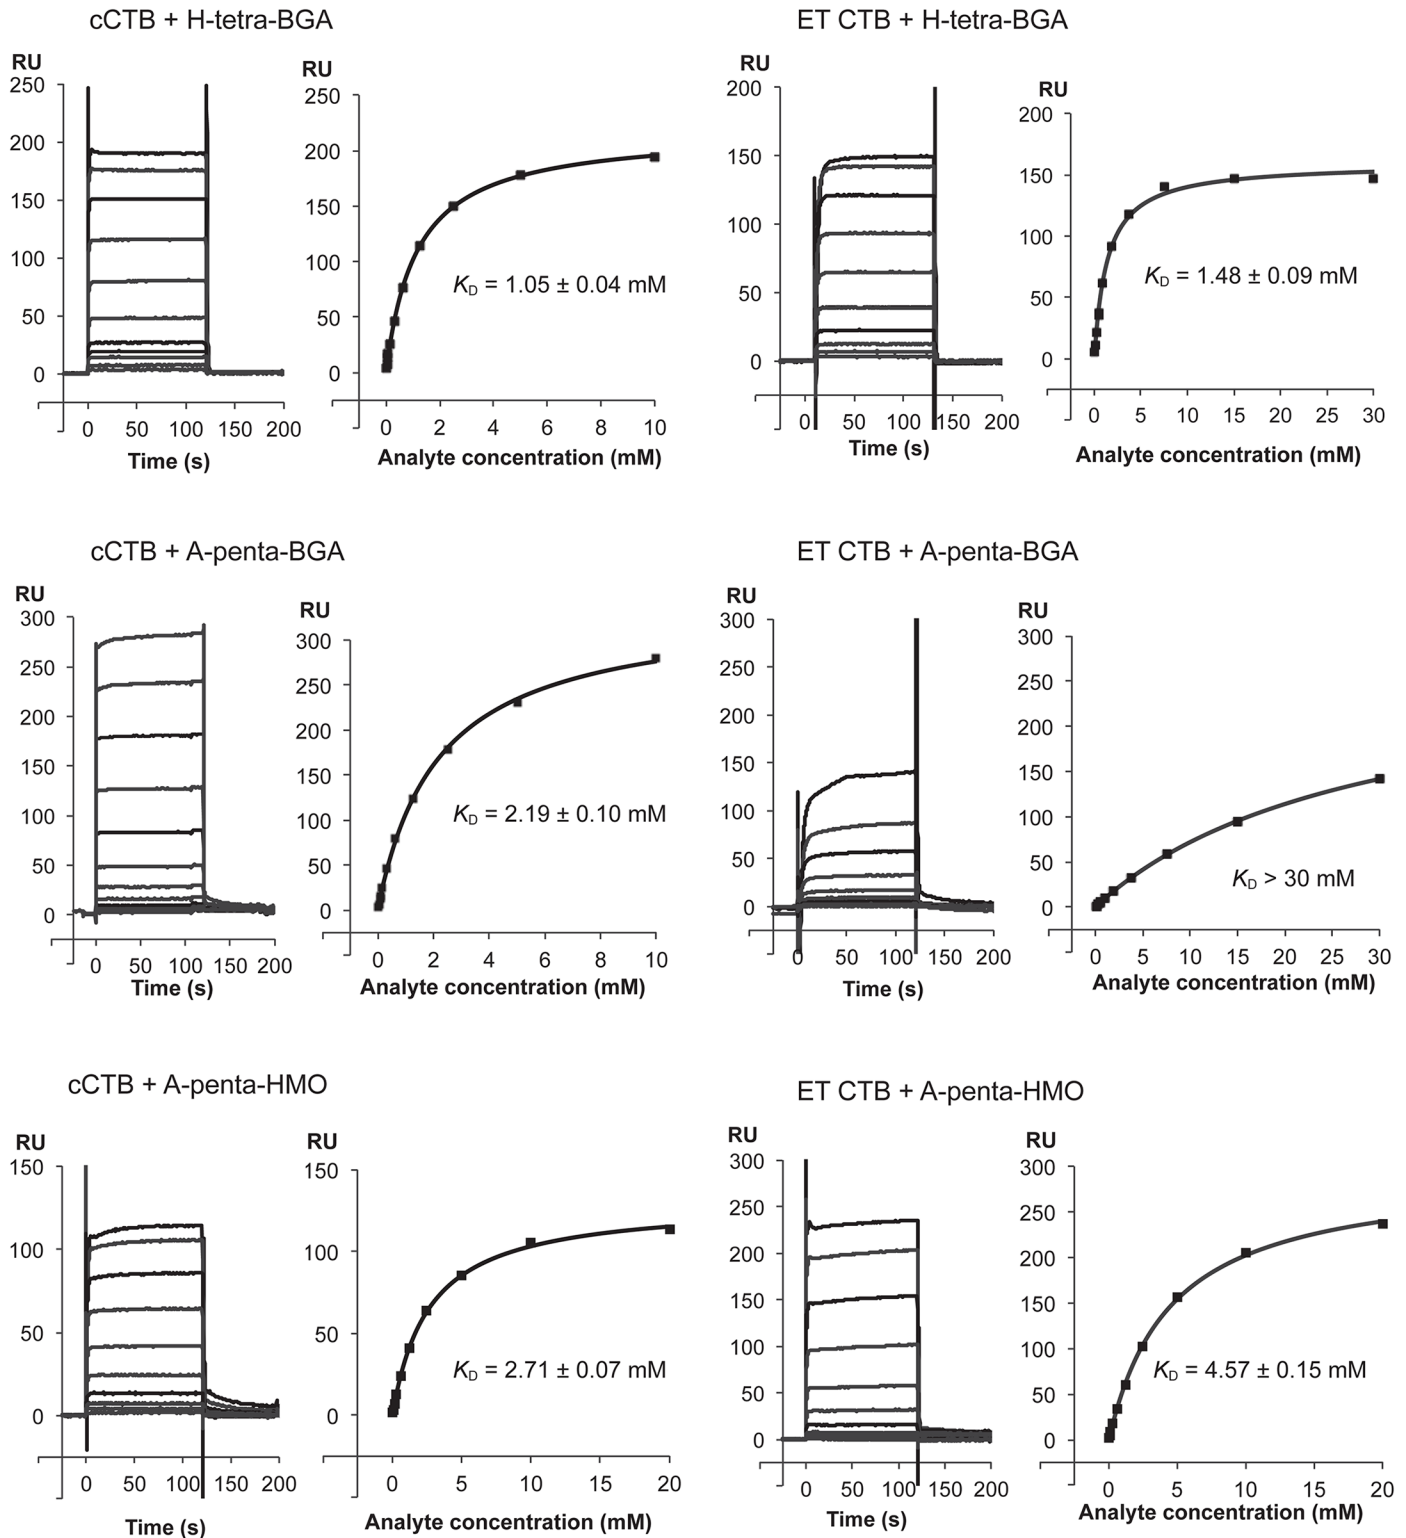 cCTB + H-tetra-BGA
RU
250
200
150
100
50
0
0 50 100 150 200
Time (s)
RU
250
200
150
100
50
0
K_D = 1.05 ± 0.04 mM
0 2 4 6 8 10
Analyte concentration (mM)
ET CTB + H-tetra-BGA
RU
200
150
100
50
0
0 50 100 150 200
Time (s)
RU
200
150
100
50
0
K_D = 1.48 ± 0.09 mM
0 5 10 15 20 25 30
Analyte concentration (mM)
cCTB + A-penta-BGA
RU
300
250
200
150
100
50
0
0 50 100 150 200
Time (s)
RU
300
250
200
150
100
50
0
K_D = 2.19 ± 0.10 mM
0 2 4 6 8 10
Analyte concentration (mM)
ET CTB + A-penta-BGA
RU
300
250
200
150
100
50
0
0 50 100 150 200
Time (s)
RU
300
250
200
150
100
50
0
K_D > 30 mM
0 5 10 15 20 25 30
Analyte concentration (mM)
cCTB + A-penta-HMO
RU
150
100
50
0
0 50 100 150 200
Time (s)
RU
150
100
50
0
K_D = 2.71 ± 0.07 mM
0 5 10 15 20
Analyte concentration (mM)
ET CTB + A-penta-HMO
RU
300
250
200
150
100
50
0
0 50 100 150 200
Time (s)
RU
300
250
200
150
100
50
0
K_D = 4.57 ± 0.15 mM
0 5 10 15 20
Analyte concentration (mM)